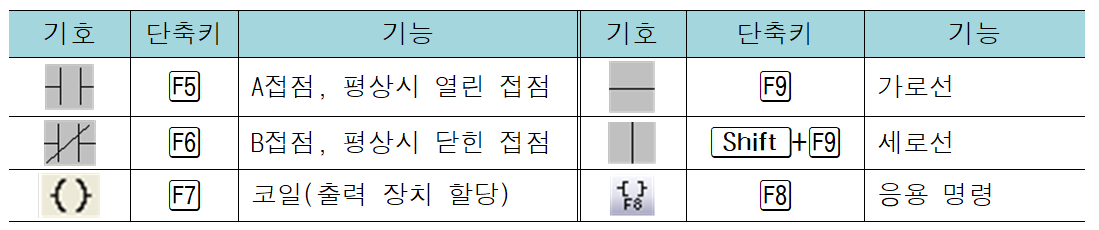 기호 단축키 기능 기호 단축키 기능
F5 A접점, 평상시 열린 접점 F9 가로선
F6 B접점, 평상시 닫힌 접점 Shift+F9 세로선
F7 코일(출력 장치 할당) F8 F8 응용 명령